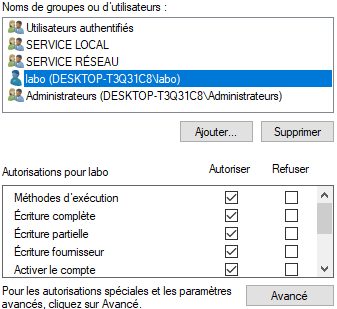 Noms de groupes ou d'utilisateurs :
Utilisateurs authentifiés
SERVICE LOCAL
SERVICE RÉSEAU
labo (DESKTOP-T3Q31C8\labo)
Administrateurs (DESKTOP-T3Q31C8\Administrateurs)
Ajouter... Supprimer
Autorisations pour labo Autoriser Refuser
Méthodes d'exécution
Écriture complète
Écriture partielle
Écriture fournisseur
Activer le compte
Pour les autorisations spéciales et les paramètres
avancés, cliquez sur Avancé.
Avancé